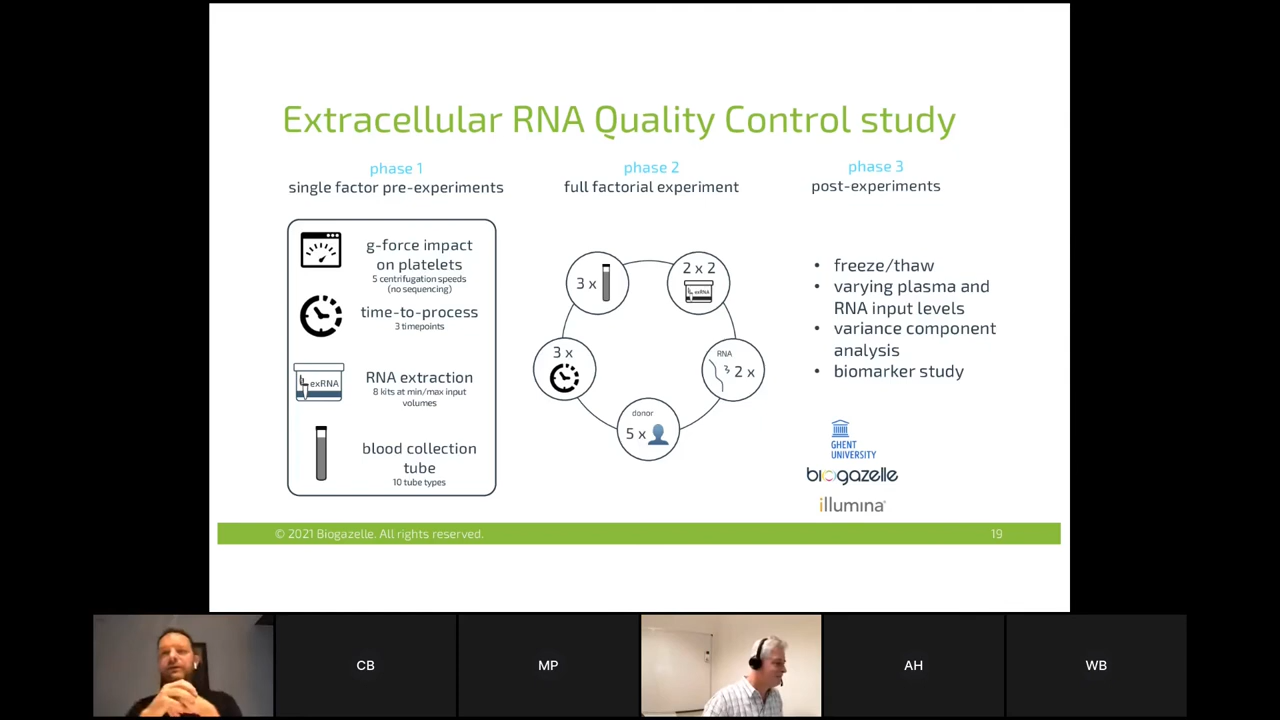 Extracellular RNA Quality Control study
phase 1
single factor pre-experiments
g-force impact
on platelets
5 centrifugation speeds
(no sequencing)
time-to-process
3 timepoints
exRNA
RNA extraction
8 kits at min/max input
volumes
blood collection
tube
10 tube types
phase 2
full factorial experiment
3 x
2 x 2
exRNA
3 x
RNA
2 x
donor
5 x
phase 3
post-experiments
• freeze/thaw
• varying plasma and
RNA input levels
• variance component
analysis
• biomarker study
GHENT
UNIVERSITY
biogazelle
illumina®
© 2021 Biogazelle. All rights reserved.
19
CB
MP
AH
WB